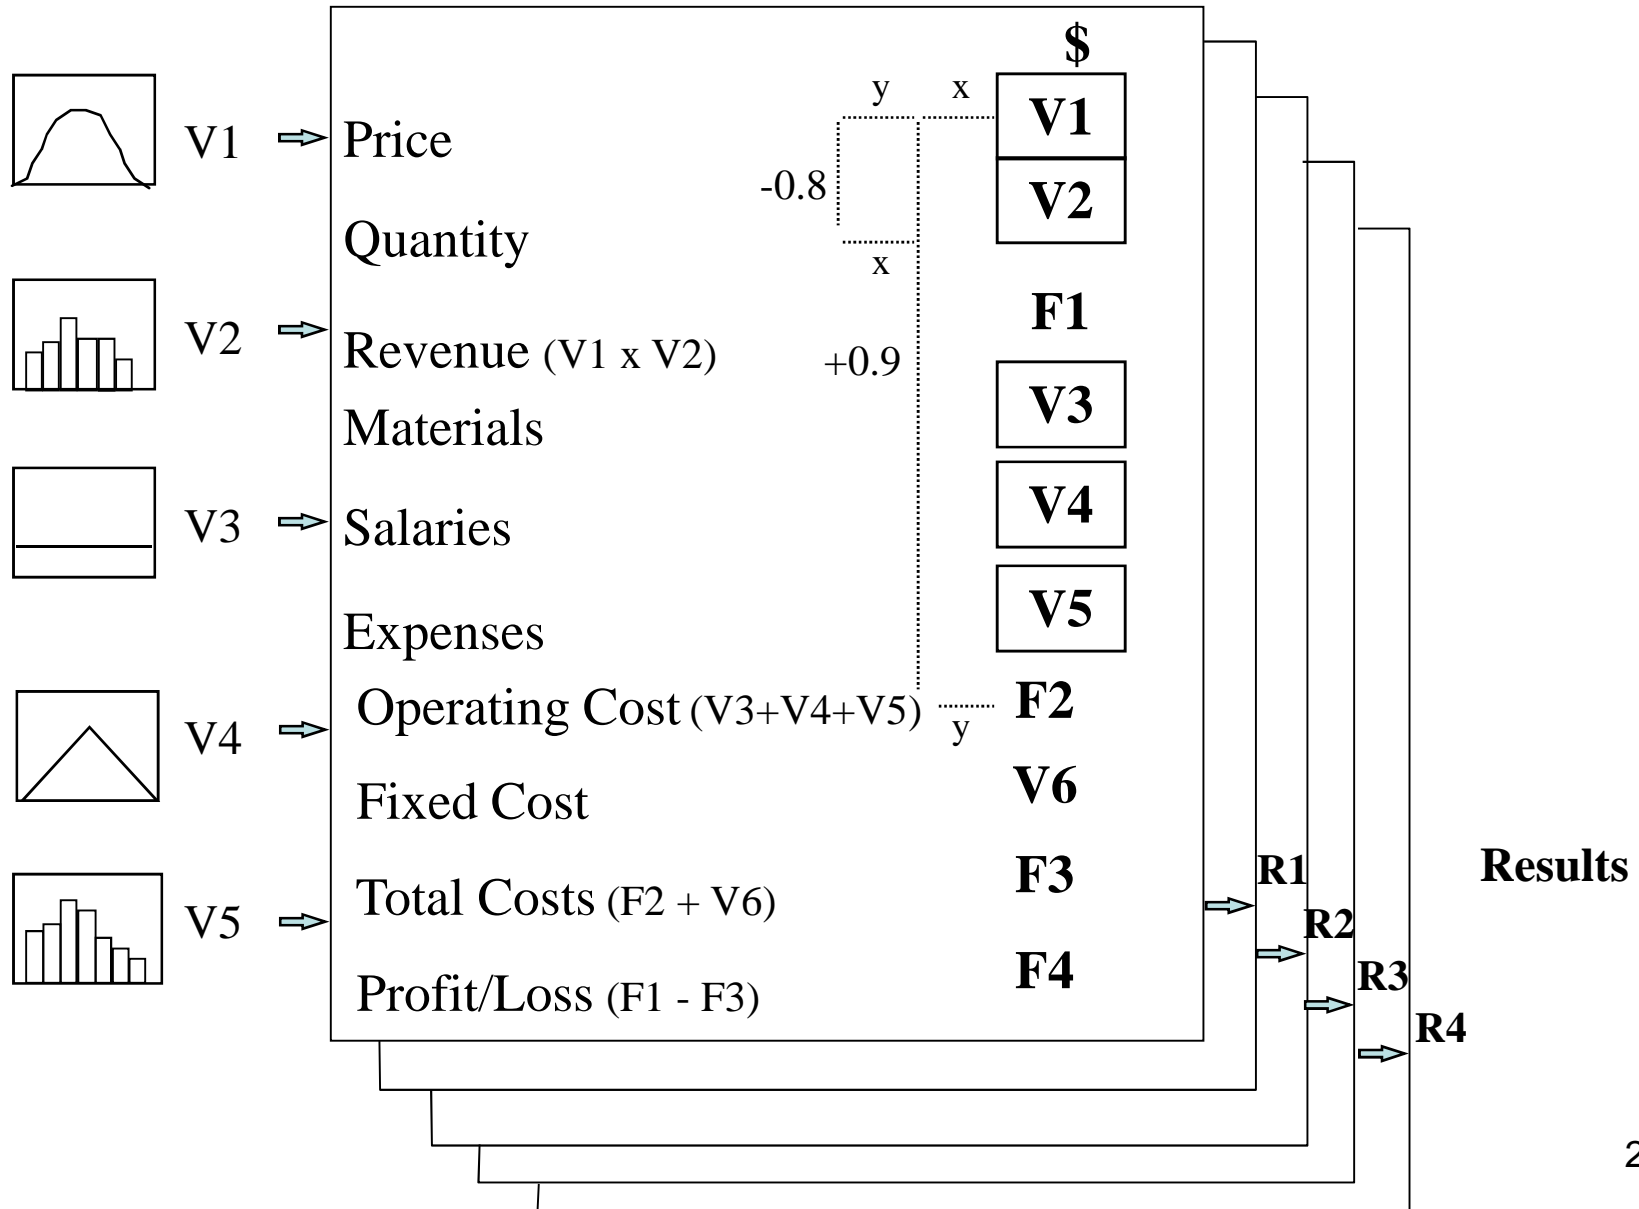 $
y x V1
V1 Price
-0.8 V2
Quantity
x
F1
V2 Revenue (V1 x V2) +0.9
V3
Materials
V4
V3 Salaries
V5
Expenses
Operating Cost (V3+V4+V5) y F2
V4
V6
Fixed Cost
F3 R1 Results
Total Costs (F2 + V6)
V5 R2
F4 R3
Profit/Loss (F1 - F3)
R4
2